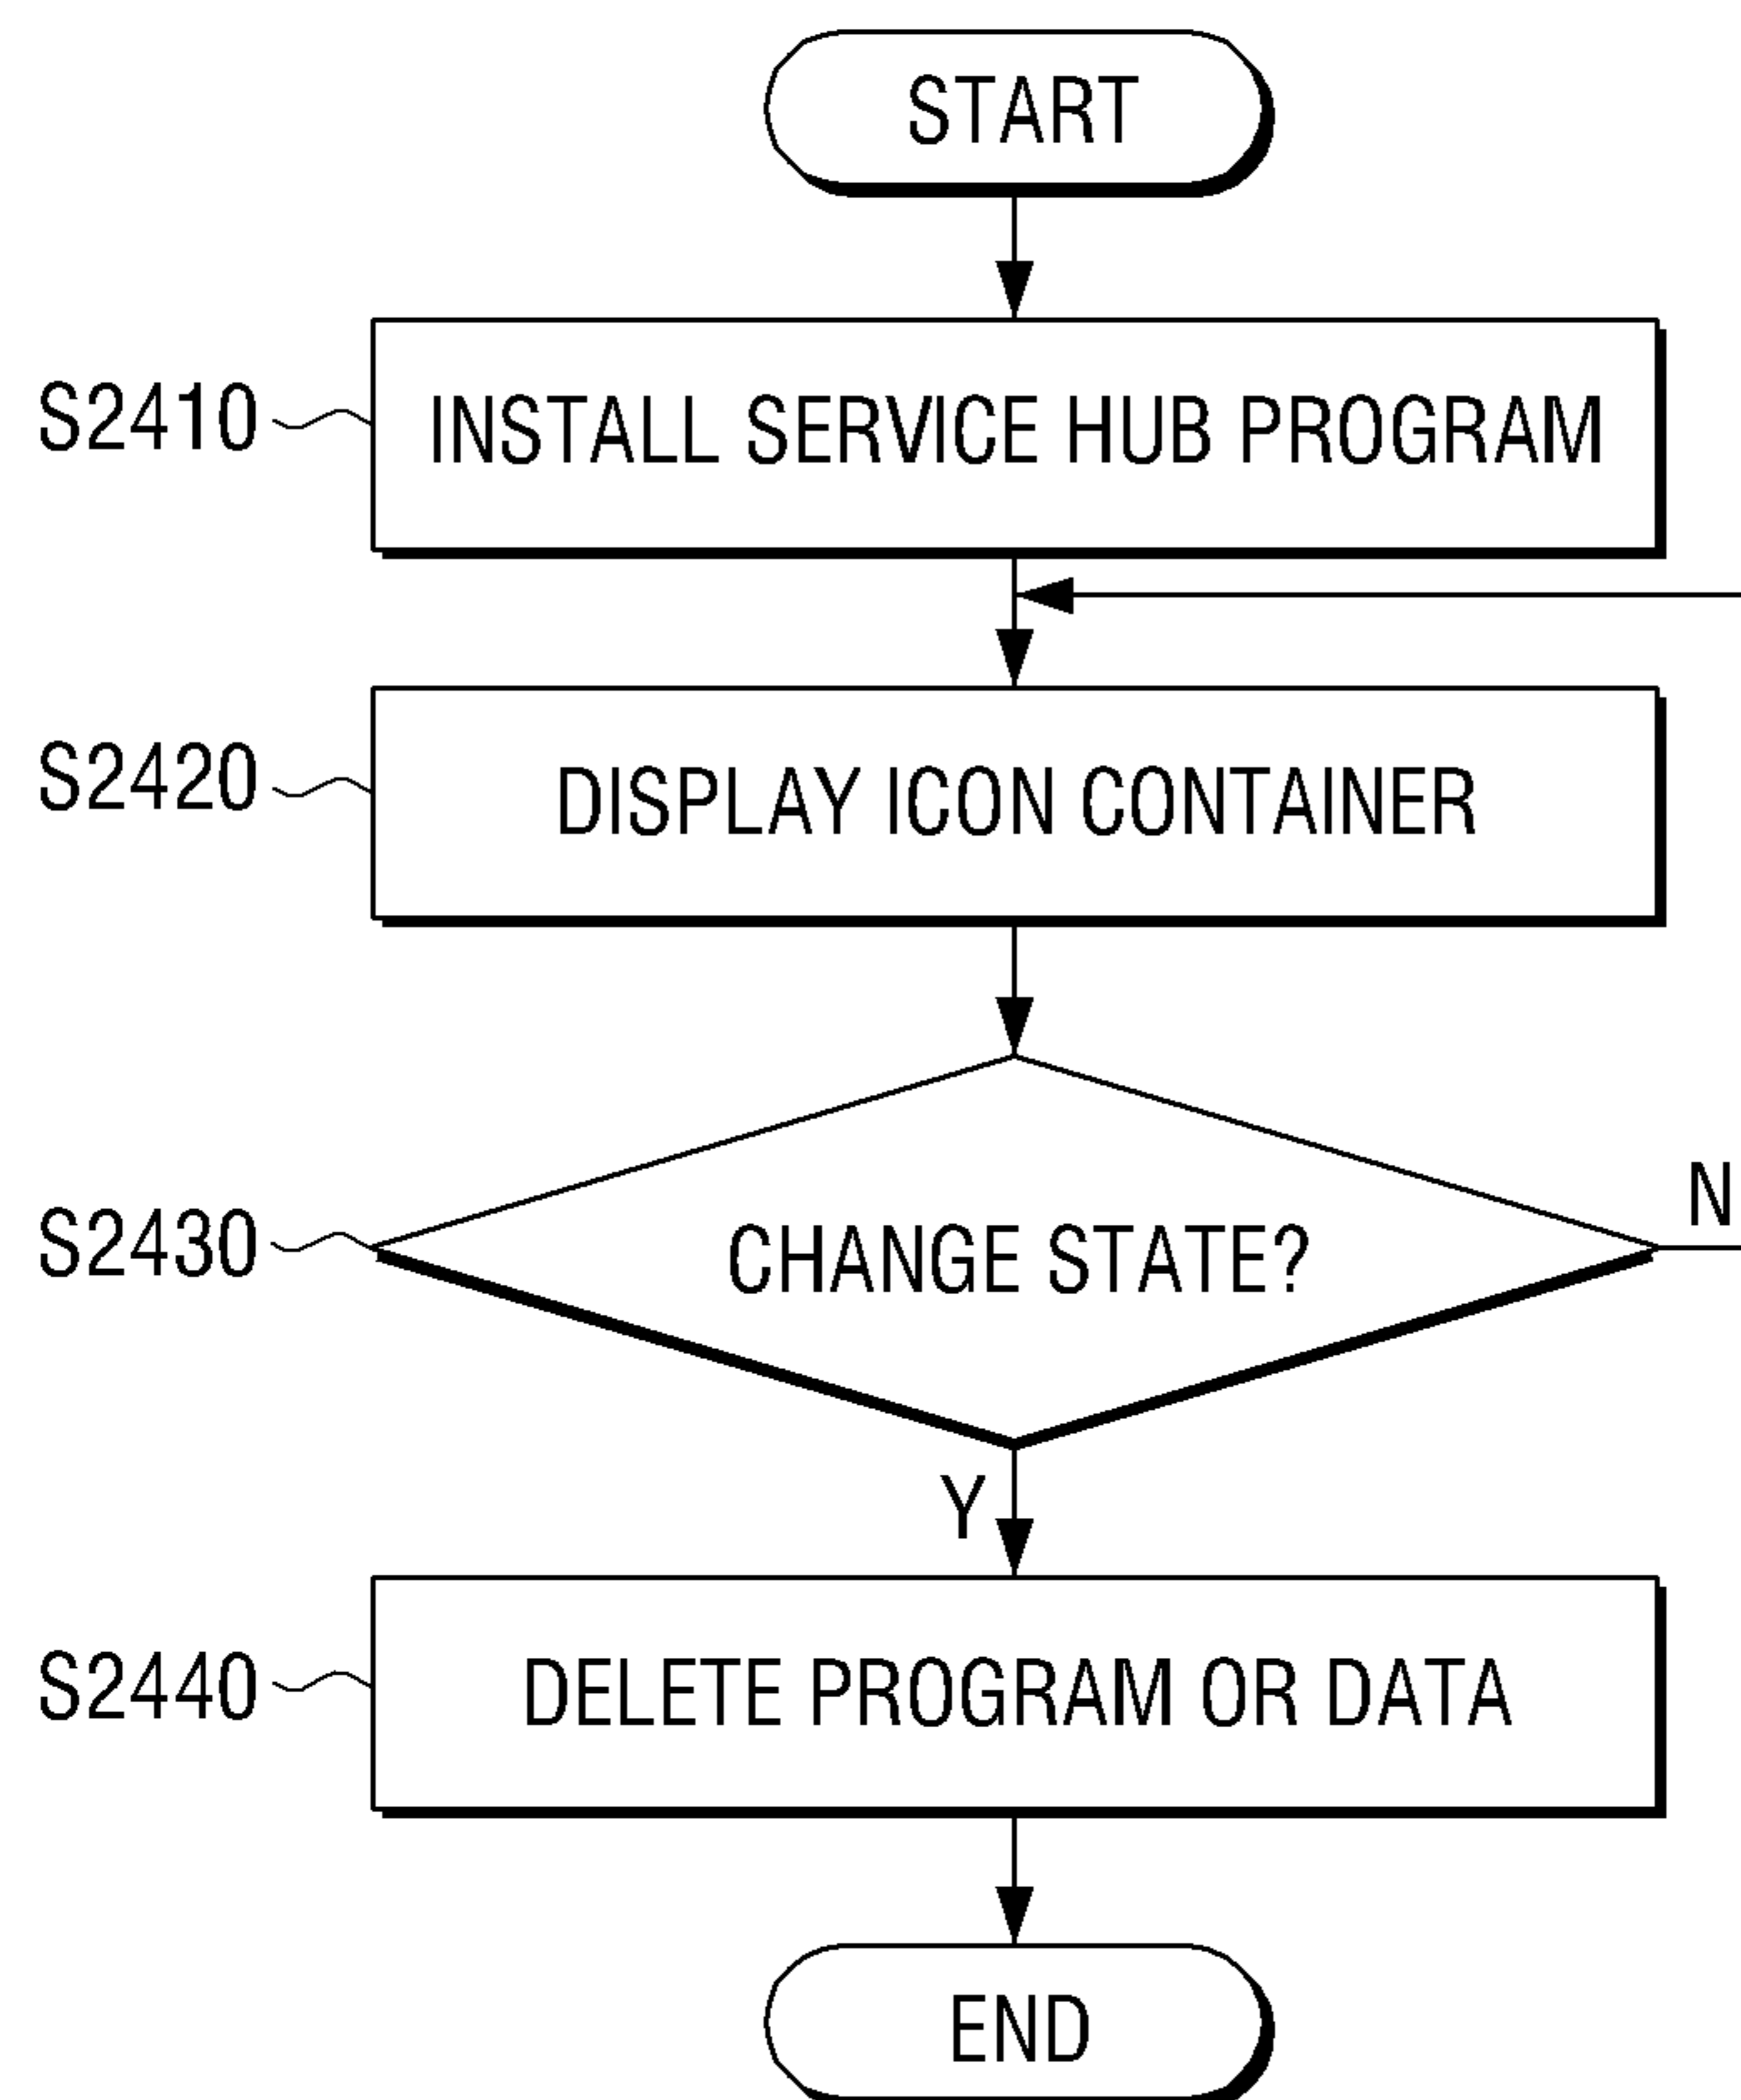 START
S2410
INSTALL SERVICE HUB PROGRAM
S2420
DISPLAY ICON CONTAINER
S2430
CHANGE STATE?
N
Y
S2440
DELETE PROGRAM OR DATA
END